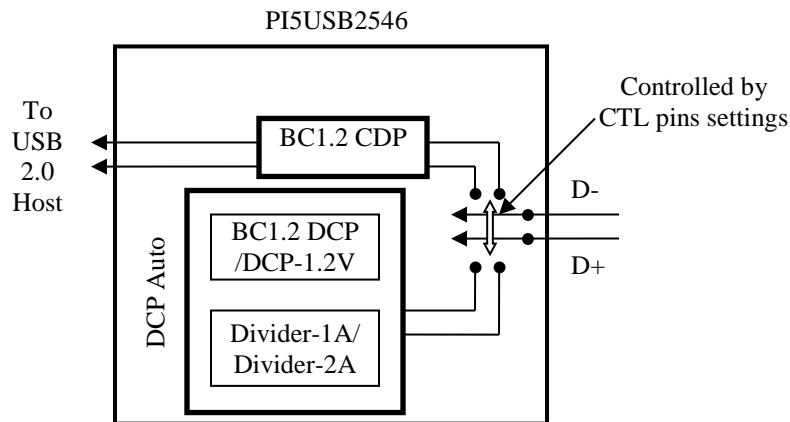 PI5USB2546
Controlled by
CTL pins settings
To
USB
2.0
Host
BC1.2 CDP
D-
D+
DCP Auto
BC1.2 DCP
/DCP-1.2V
Divider-1A/
Divider-2A